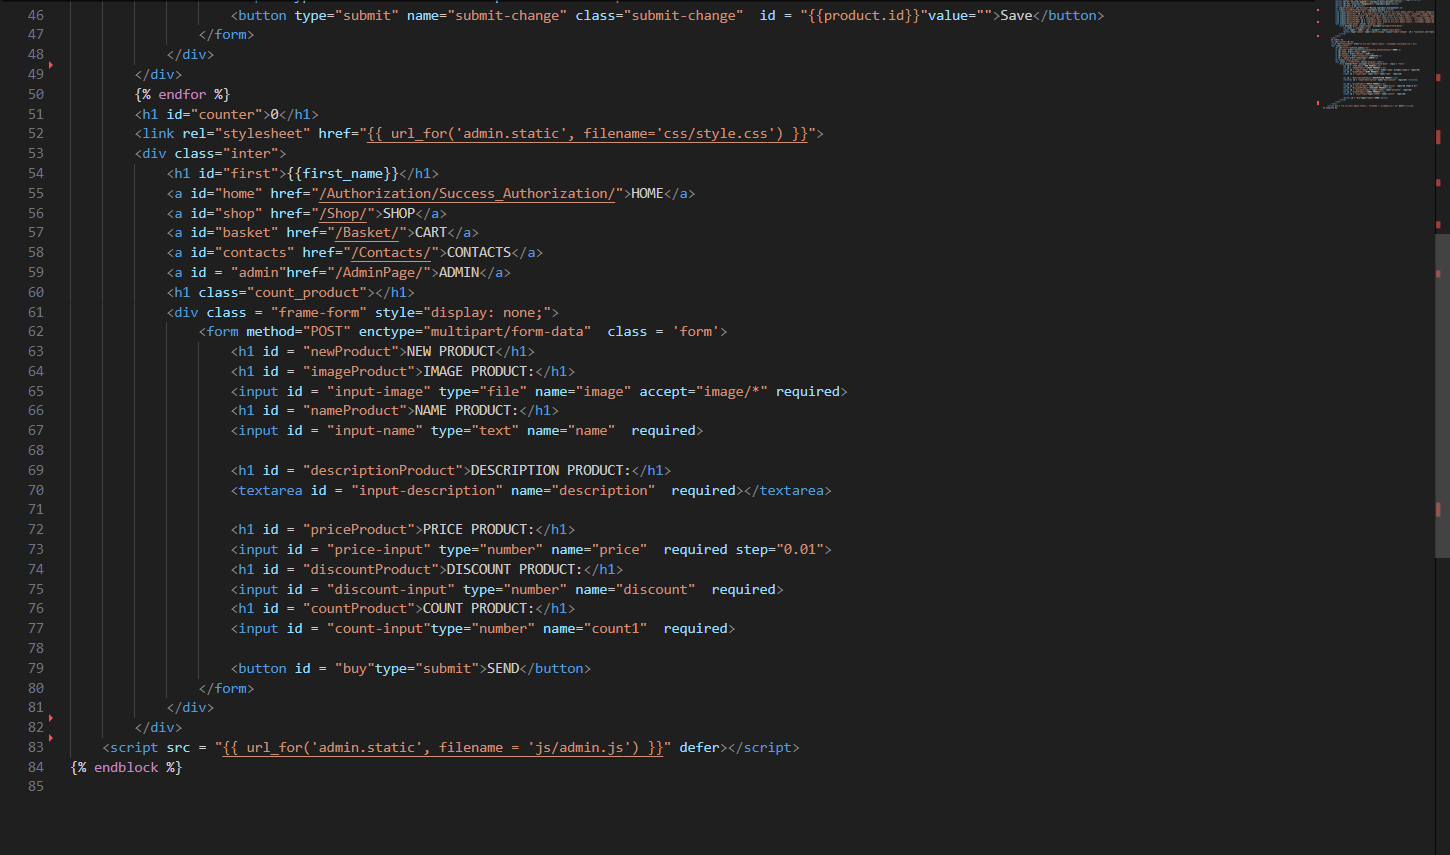 46 <button type="submit" name="submit-change" class="submit-change"  id = "{{product.id}}"value="">Save</button>
47 </form>
48 </div>
49 </div>
50 {% endfor %}
51 <h1 id="counter">0</h1>
52 <link rel="stylesheet" href="{{ url_for('admin.static', filename='css/style.css') }}">
53 <div class="inter">
54 <h1 id="first">{{first_name}}</h1>
55 <a id="home" href="/Authorization/Success_Authorization/">HOME</a>
56 <a id="shop" href="/Shop/">SHOP</a>
57 <a id="basket" href="/Basket/">CART</a>
58 <a id="contacts" href="/Contacts/">CONTACTS</a>
59 <a id = "admin"href="/AdminPage/">ADMIN</a>
60 <h1 class="count_product"></h1>
61 <div class = "frame-form" style="display: none;">
62 <form method="POST" enctype="multipart/form-data"  class = 'form'>
63 <h1 id = "newProduct">NEW PRODUCT</h1>
64 <h1 id = "imageProduct">IMAGE PRODUCT:</h1>
65 <input id = "input-image" type="file" name="image" accept="image/*" required>
66 <h1 id = "nameProduct">NAME PRODUCT:</h1>
67 <input id = "input-name" type="text" name="name"  required>
68
69 <h1 id = "descriptionProduct">DESCRIPTION PRODUCT:</h1>
70 <textarea id = "input-description" name="description"  required></textarea>
71
72 <h1 id = "priceProduct">PRICE PRODUCT:</h1>
73 <input id = "price-input" type="number" name="price"  required step="0.01">
74 <h1 id = "discountProduct">DISCOUNT PRODUCT:</h1>
75 <input id = "discount-input" type="number" name="discount"  required>
76 <h1 id = "countProduct">COUNT PRODUCT:</h1>
77 <input id = "count-input"type="number" name="count1"  required>
78
79 <button id = "buy"type="submit">SEND</button>
80 </form>
81 </div>
82 </div>
83 <script src = "{{ url_for('admin.static', filename = 'js/admin.js') }}" defer></script>
84 {% endblock %}
85